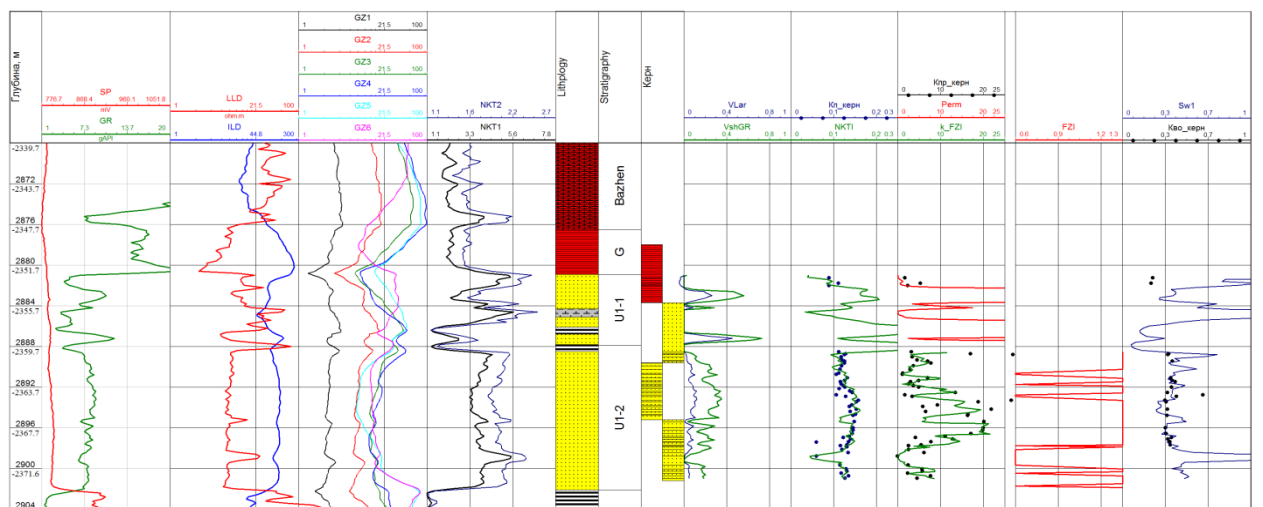 Глубина, м
SP
776.7 868.4 960.1 1051.8
mV
GR
1 7.3 13.7 20
gAPI
LLD
1 21.5 100
ohm.m
ILD
1 44.8 300
GZ1
1 21.5 100
GZ2
1 21.5 100
GZ3
1 21.5 100
GZ4
1 21.5 100
GZ5
1 21.5 100
GZ6
1 21.5 100
NKT2
1.1 1.6 2.2 2.7
NKT1
1.1 3.3 5.6 7.8
Lithplogy
Stratigraphy
Керн
VLar
0 0.4 0.8 1
VshGR
0 0.4 0.8 1
Кп_керн
0 0.1 0.2 0.3
NKTI
0 0.1 0.2 0.3
Кпр_керн
0 10 20 25
Perm
0 10 20 25
k_FZI
0 10 20 25
FZI
0.6 0.9 1.2 1.3
Sw1
0 0.3 0.7 1
Кво_керн
0 0.3 0.7 1
-2339.7
2872
-2343.7
2876
-2347.7
2880
-2351.7
2884
-2355.7
2888
-2359.7
2892
-2363.7
2896
-2367.7
2900
-2371.6
2904
Bazhen
G
U1-1
U1-2